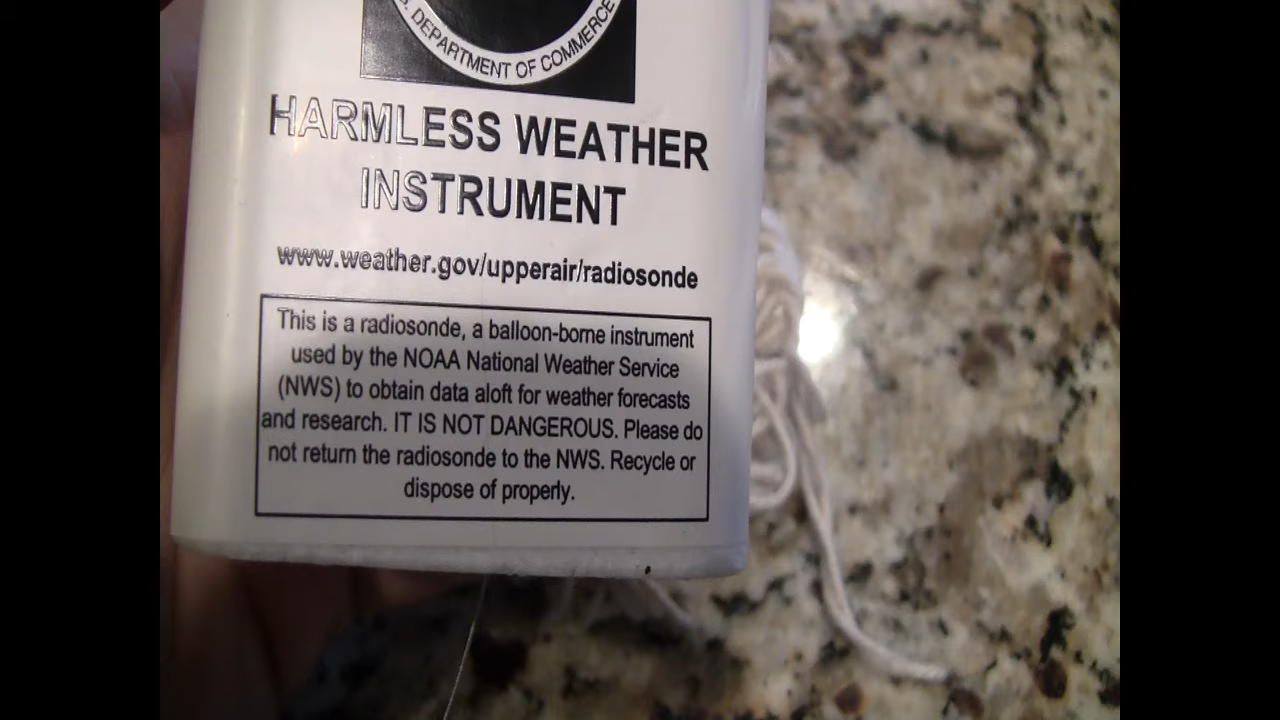 . DEPARTMENT OF COMMERCE
HARMLESS WEATHER
INSTRUMENT
www.weather.gov/upperair/radiosonde
This is a radiosonde, a balloon-borne instrument
used by the NOAA National Weather Service
(NWS) to obtain data aloft for weather forecasts
and research. IT IS NOT DANGEROUS. Please do
not return the radiosonde to the NWS. Recycle or
dispose of properly.